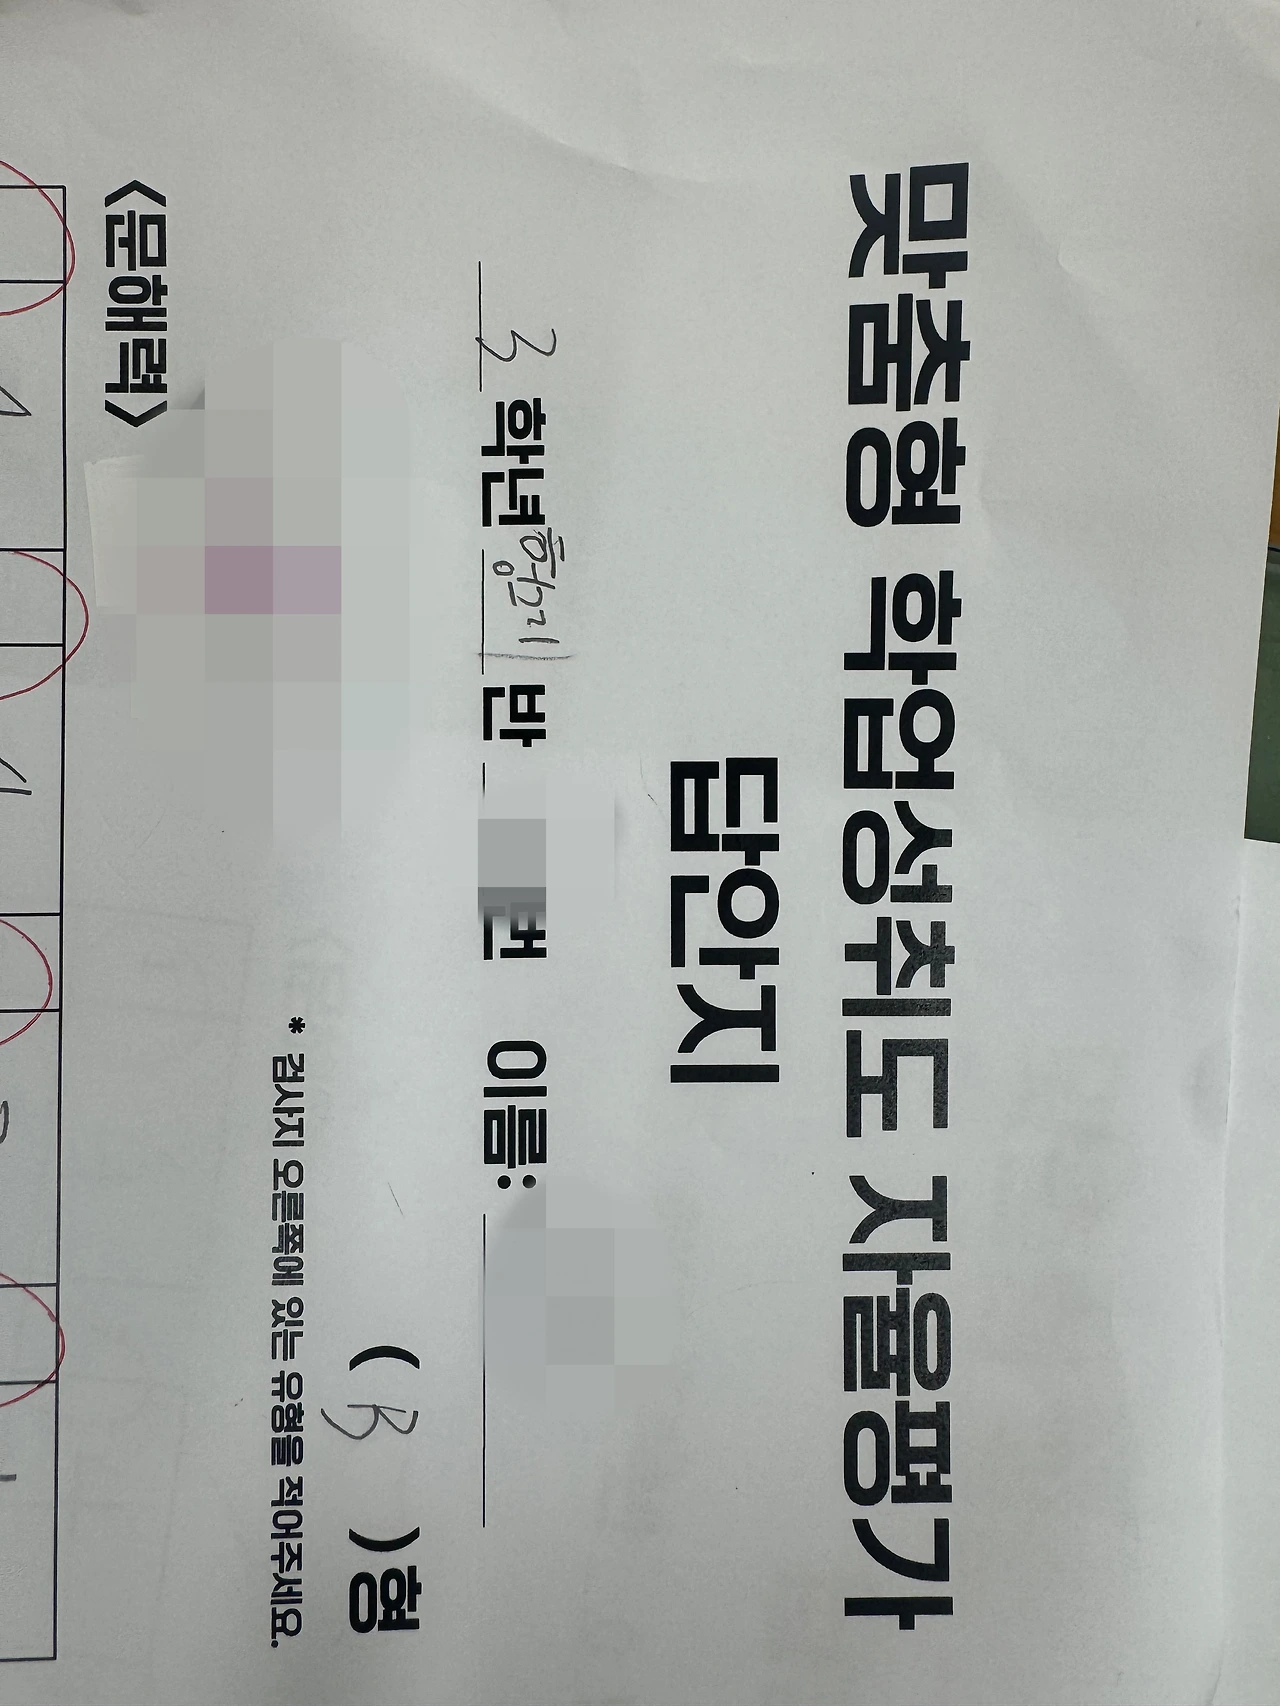 맞춤형 학업성취도 자율평가
답안지
3 학년 향기 반 번 이름:
( B )형
* 검사지 오른쪽에 있는 유형을 적어주세요.
<문해력>